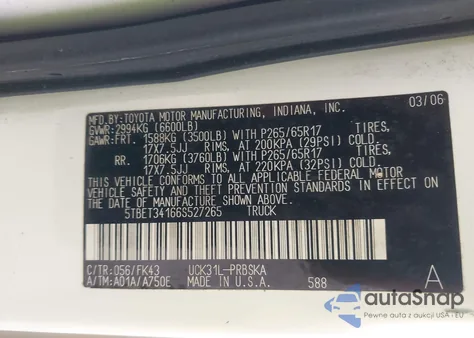 MFD.BY:TOYOTA MOTOR MANUFACTURING, INDIANA, INC. 03/06
GVWR:2994KG (6600LB)
GAWR:FRT. 1588KG (3500LB) WITH P265/65R17 TIRES,
17X7.5JJ RIMS, AT 200KPA (29PSI) COLD
RR. 1706KG (3760LB) WITH P265/65R17 TIRES,
17X7.5JJ RIMS, AT 220KPA (32PSI) COLD
THIS VEHICLE CONFORMS TO ALL APPLICABLE FEDERAL MOTOR
VEHICLE SAFETY AND THEFT PREVENTION STANDARDS IN EFFECT ON
THE DATE OF MANUFACTURE SHOWN ABOVE.
5TBET34166S527265 TRUCK
C/TR:056/FK43 UCK31L-PRBSKA
A/TM:A01A/A750E MADE IN U.S.A. 588 A
autoSnap
Pewne auta z aukcji USA • EU